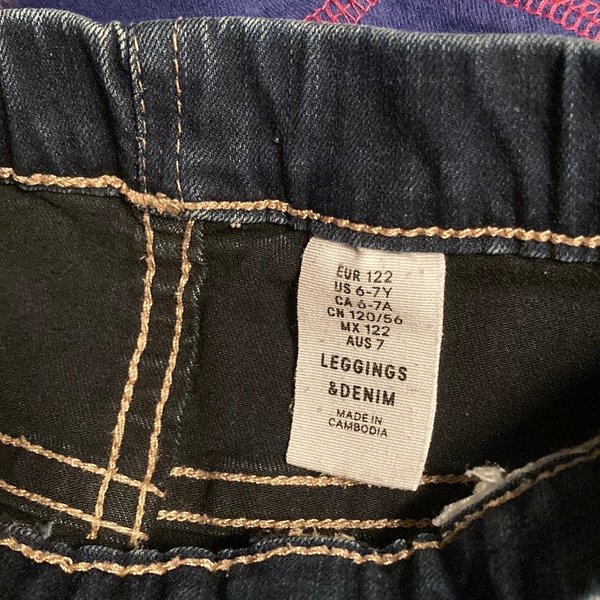 EUR 122
US 6-7Y
CA 6-7A
CN 120/56
MX 122
AUS 7
LEGGINGS
&DENIM
MADE IN
CAMBODIA